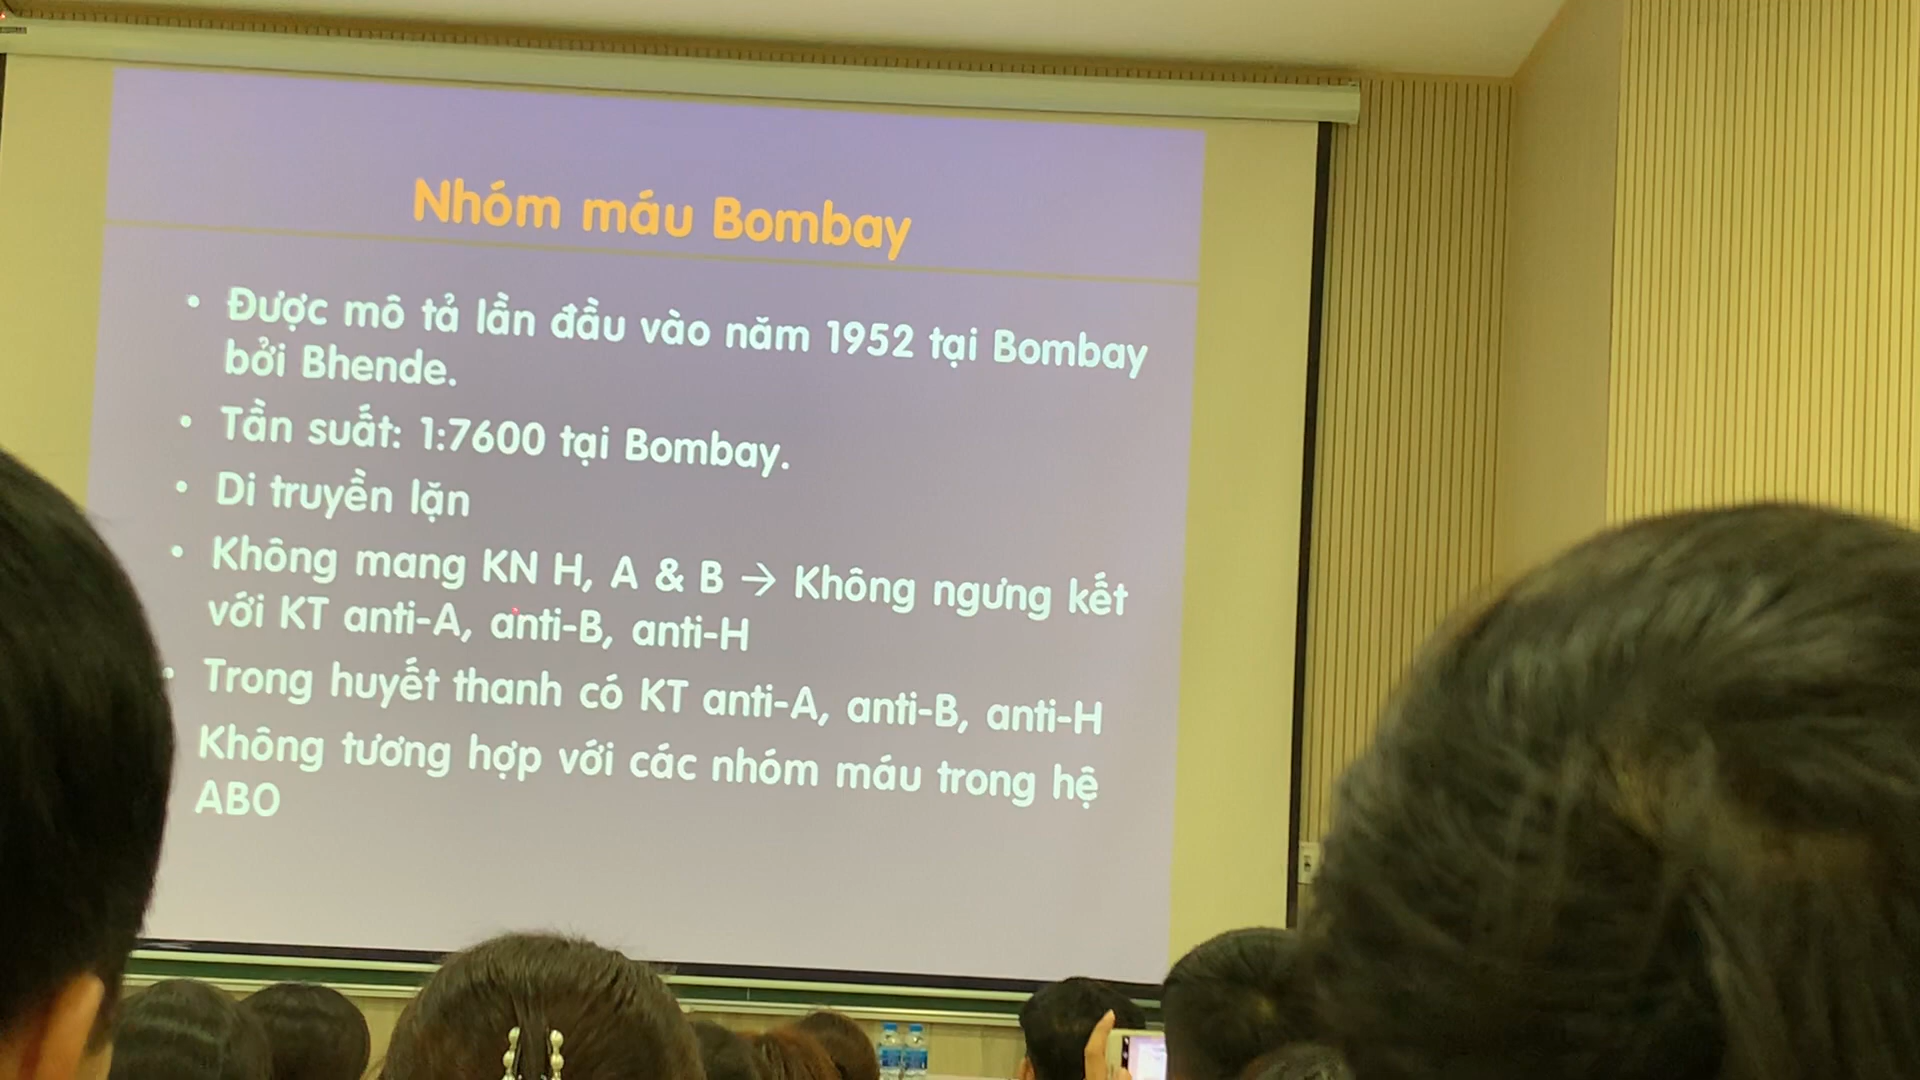 Nhóm máu Bombay
• Được mô tả lần đầu vào năm 1952 tại Bombay
bởi Bhende.
• Tần suất: 1:7600 tại Bombay.
• Di truyền lặn
• Không mang KN H, A & B → Không ngưng kết
với KT anti-A, anti-B, anti-H
• Trong huyết thanh có KT anti-A, anti-B, anti-H
Không tương hợp với các nhóm máu trong hệ
ABO